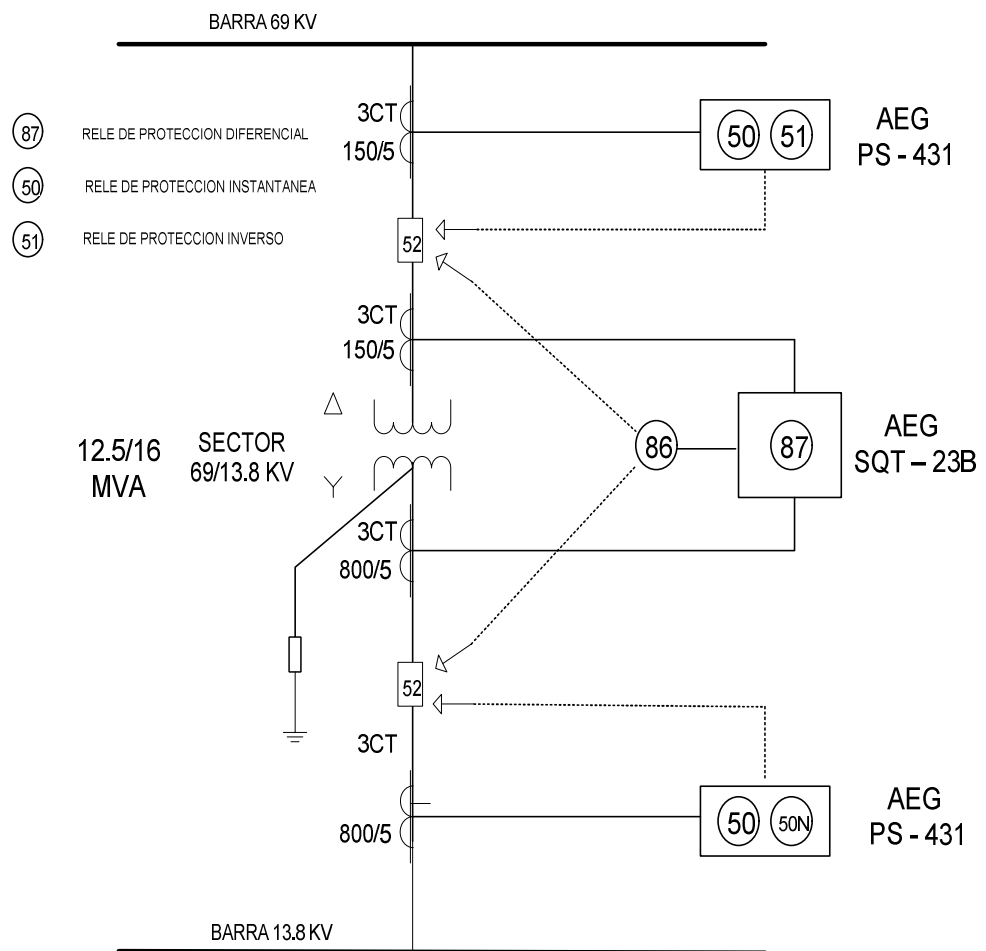 BARRA 69 KV
3CT
150/5
50
51
AEG
PS - 431
87
RELE DE PROTECCION DIFERENCIAL
50
RELE DE PROTECCION INSTANTANEA
51
RELE DE PROTECCION INVERSO
52
3CT
150/5
12.5/16
MVA
SECTOR
69/13.8 KV
86
87
AEG
SQT – 23B
3CT
800/5
52
3CT
800/5
50
50N
AEG
PS - 431
BARRA 13.8 KV